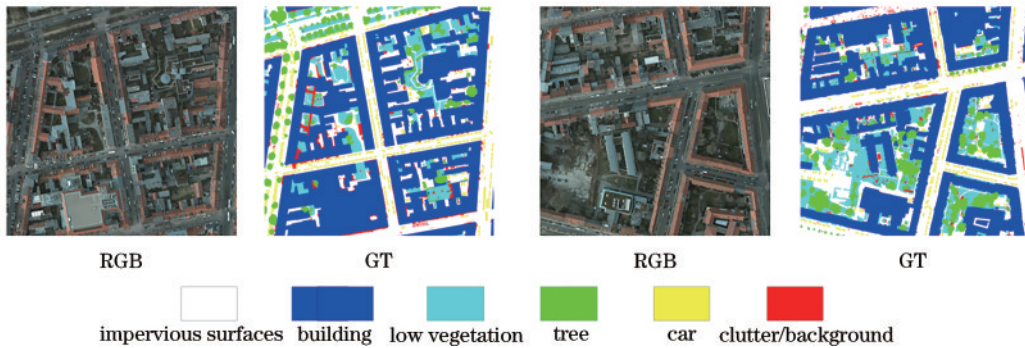 RGB GT RGB GT
impervious surfaces building low vegetation tree car clutter/background